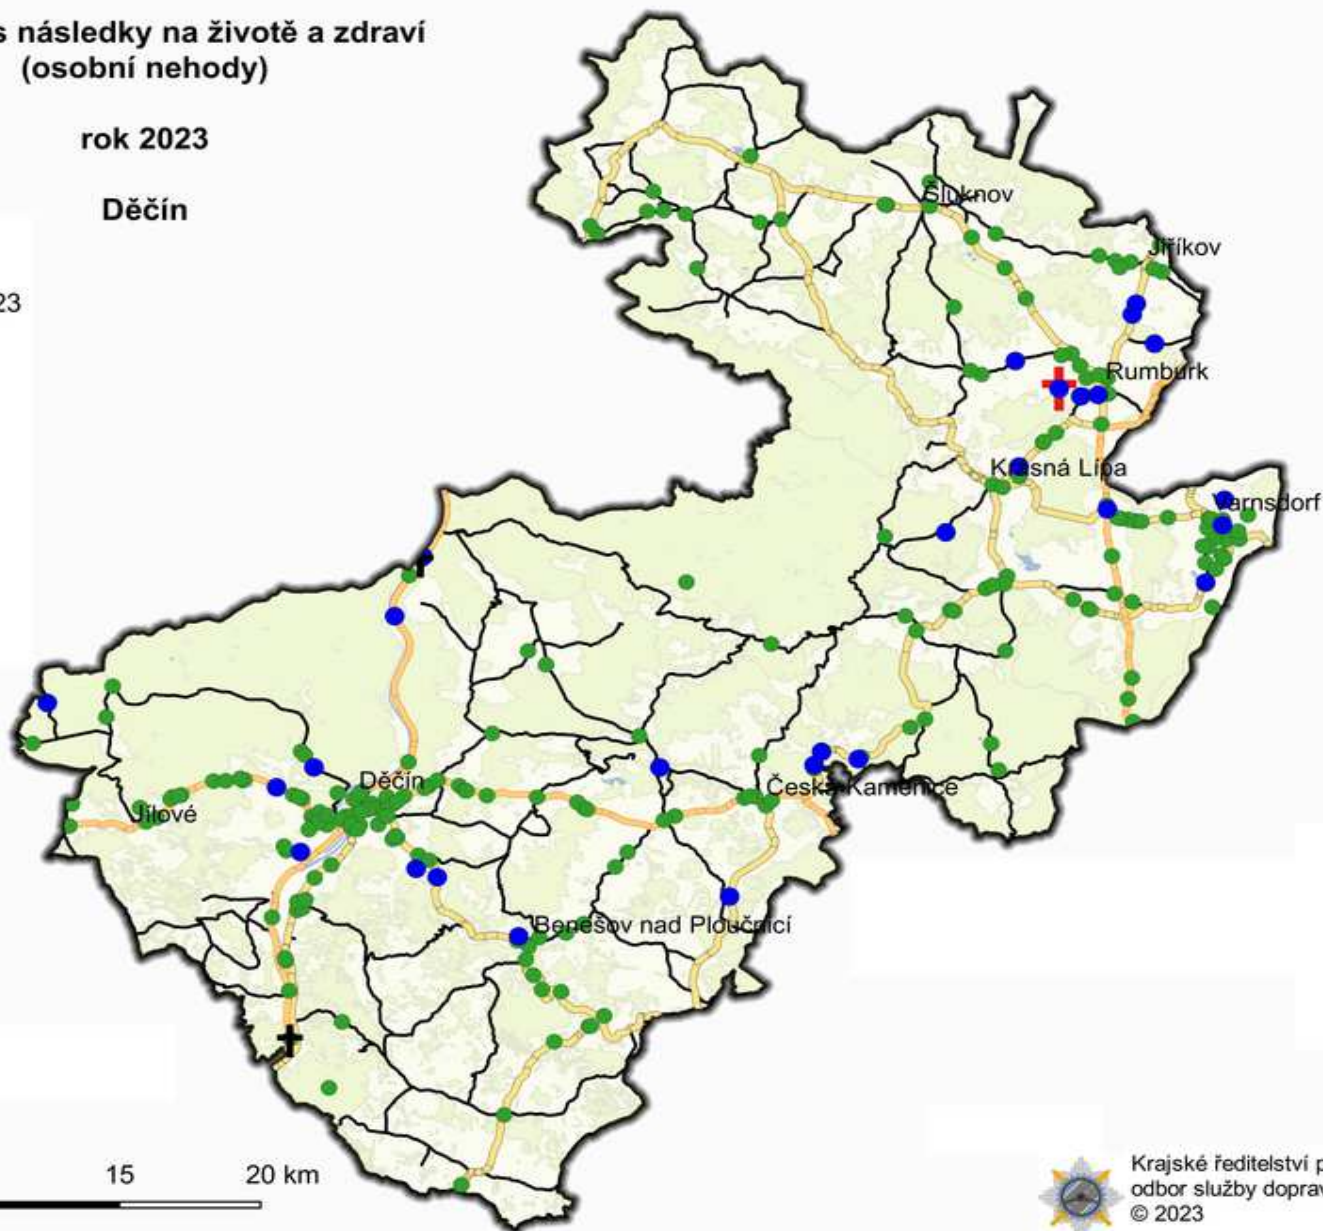 s následky na životě a zdraví
(osobní nehody)
rok 2023
Děčín
23
Šluknov
Jiříkov
Rumburk
Krásná Lípa
Varnsdorf
Děčín
Česká Kamenice
Jílové
Benešov nad Ploučnicí
15 20 km
Krajské ředitelství p
odbor služby doprav
© 2023